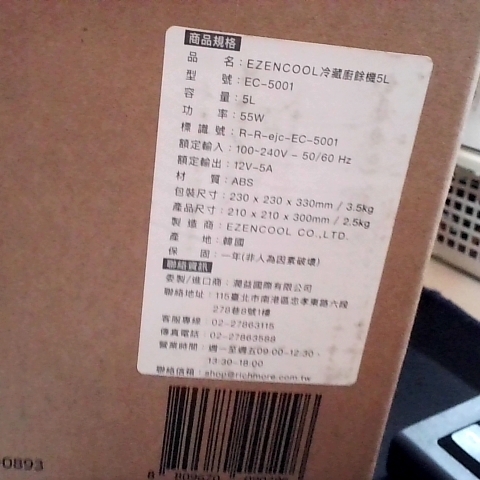 商品規格
品 名：EZENCOOL冷藏廚餘機5L
型 號：EC-5001
容 量：5L
功 率：55W
標 識 號：R-R-ejc-EC-5001
額定輸入：100-240V - 50/60 Hz
額定輸出：12V-5A
材 質：ABS
包裝尺寸：230 x 230 x 330mm / 3.5kg
產品尺寸：210 x 210 x 300mm / 2.5kg
製 造 商：EZENCOOL CO.,LTD.
產 地：韓國
保 固：一年(非人為因素破壞)
聯絡資訊
委製/進口商：潤益國際有限公司
聯絡地址：115臺北市南港區忠孝東路六段
278巷8號1樓
客服專線：02-27863115
傳真電話：02-27863588
營業時間：週一至週五09:00-12:30、
13:30-18:00
聯絡信箱：shop@richmore.com.tw
-0893
8 809670